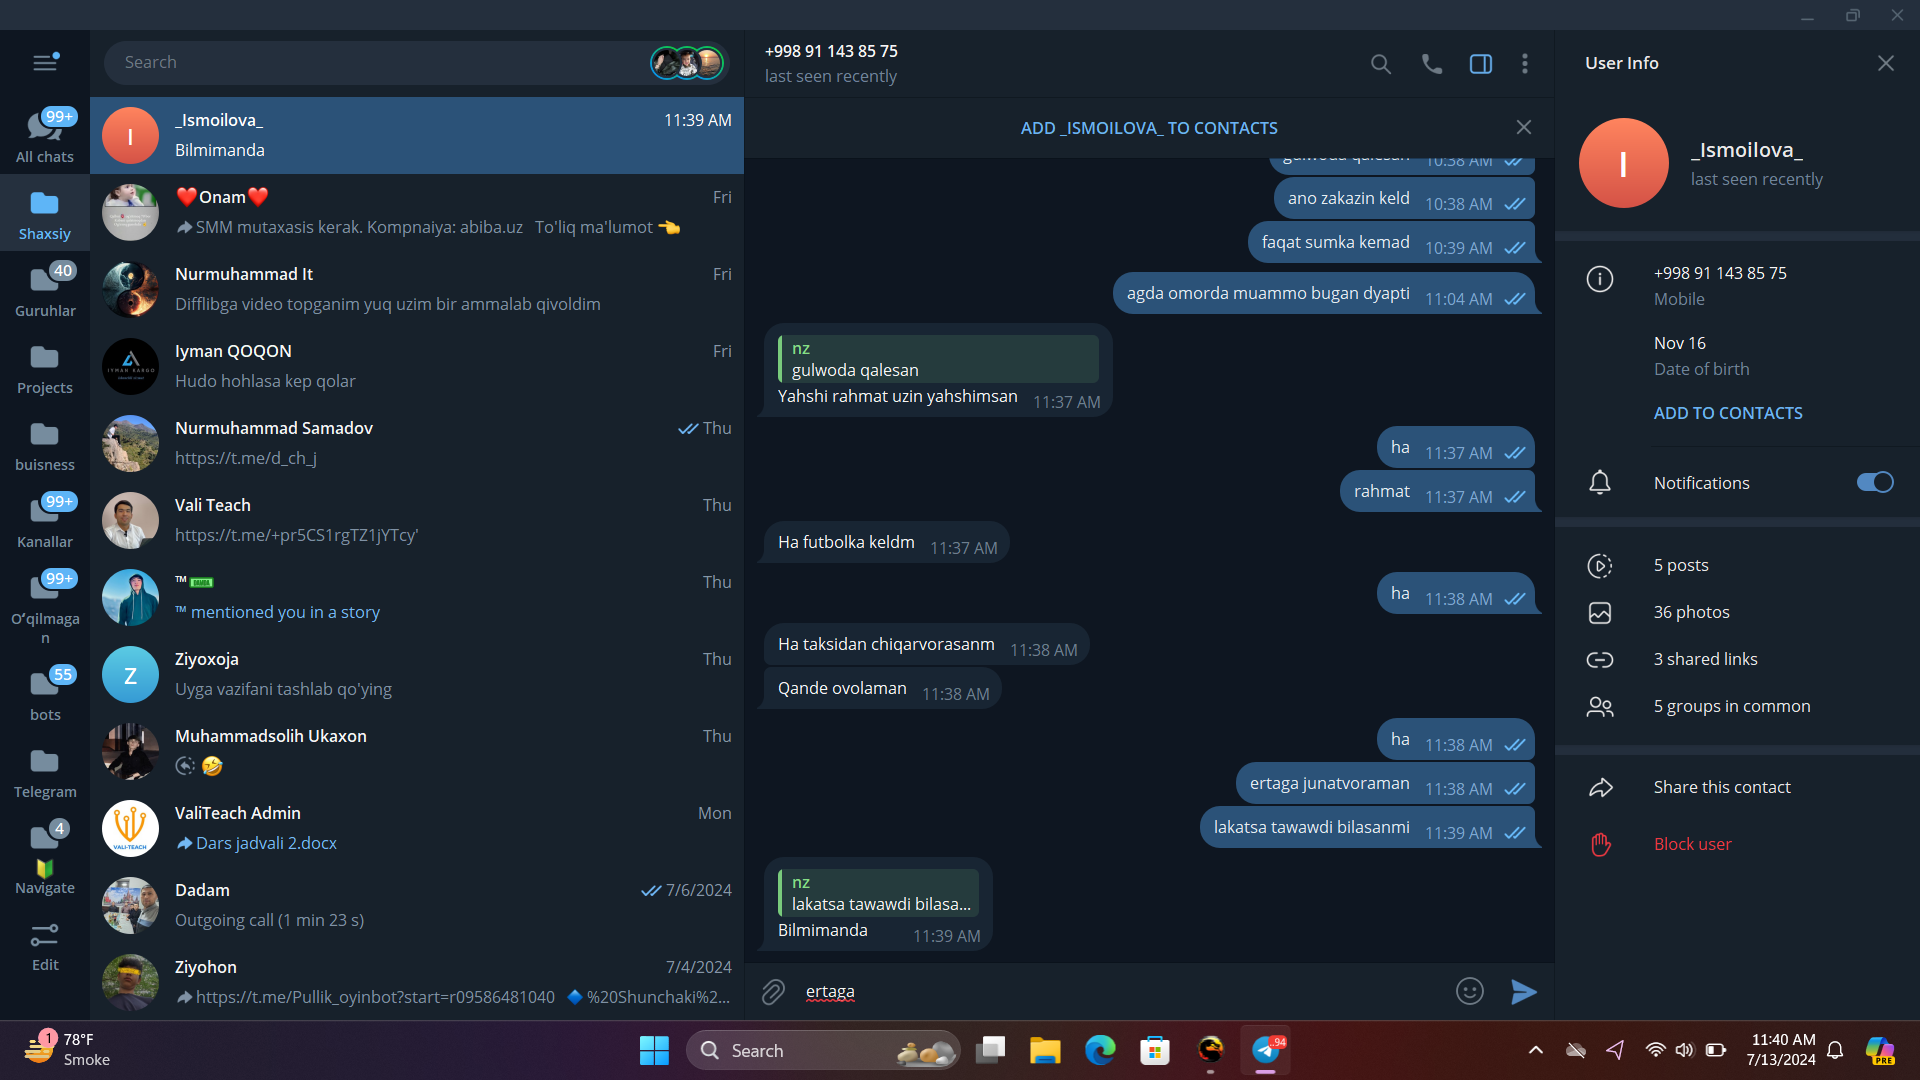 99+
All chats
Shaxsiy
40
Guruhlar
Projects
buisness
99+
Kanallar
99+
Oʻqilmaga
n
55
bots
Telegram
4
Navigate
Edit
Search
_Ismoilova_ 11:39 AM
Bilmimanda
❤️Onam❤️ Fri
SMM mutaxasis kerak. Kompnaiya: abiba.uz To'liq ma'lumot 👈
Nurmuhammad It Fri
Difflibga video topganim yuq uzim bir ammalab qivoldim
Iyman QOQON Fri
Hudo hohlasa kep qolar
Nurmuhammad Samadov Thu
https://t.me/d_ch_j
Vali Teach Thu
https://t.me/+pr5CS1rgTZ1jYTcy'
™ Thu
™ mentioned you in a story
Z
Ziyoxoja Thu
Uyga vazifani tashlab qo'ying
Muhammadsolih Ukaxon Thu
🤣
VALI-TEACH
ValiTeach Admin Mon
Dars jadvali 2.docx
Dadam 7/6/2024
Outgoing call (1 min 23 s)
Ziyohon 7/4/2024
https://t.me/Pullik_oyinbot?start=r09586481040 🔷 %20Shunchaki%2...
+998 91 143 85 75
last seen recently
ADD _ISMOILOVA_ TO CONTACTS
gulwoda qalesan 10:38 AM
ano zakazin keld 10:38 AM
faqat sumka kemad 10:39 AM
agda omorda muammo bugan dyapti 11:04 AM
nz
gulwoda qalesan
Yahshi rahmat uzin yahshimsan 11:37 AM
ha 11:37 AM
rahmat 11:37 AM
Ha futbolka keldm 11:37 AM
ha 11:38 AM
Ha taksidan chiqarvorasanm 11:38 AM
Qande ovolaman 11:38 AM
ha 11:38 AM
ertaga junatvoraman 11:38 AM
lakatsa tawawdi bilasanmi 11:39 AM
nz
lakatsa tawawdi bilasa...
Bilmimanda 11:39 AM
ertaga
User Info
I
_Ismoilova_
last seen recently
+998 91 143 85 75
Mobile
Nov 16
Date of birth
ADD TO CONTACTS
Notifications
5 posts
36 photos
3 shared links
5 groups in common
Share this contact
Block user
1
78°F
Smoke
Search
..94
11:40 AM
7/13/2024
PRE